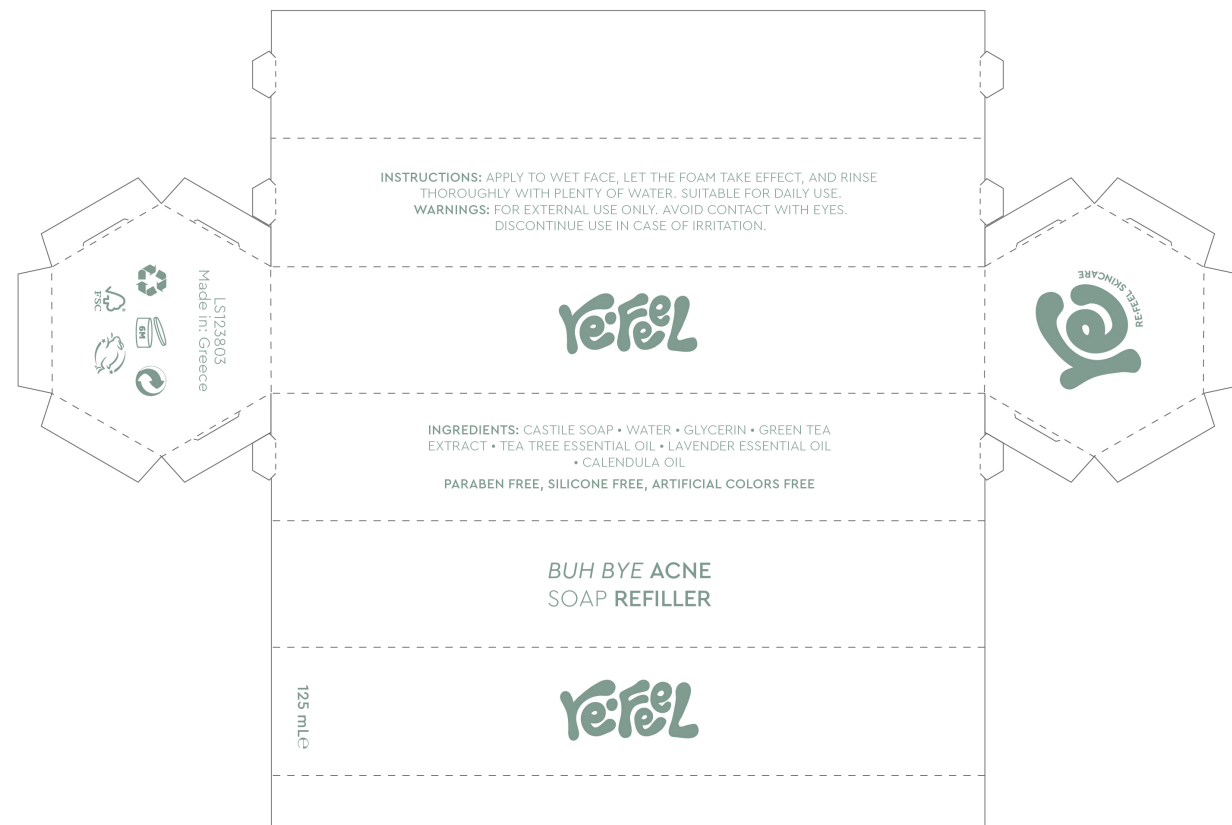 INSTRUCTIONS: APPLY TO WET FACE, LET THE FOAM TAKE EFFECT, AND RINSE
THOROUGHLY WITH PLENTY OF WATER. SUITABLE FOR DAILY USE.
WARNINGS: FOR EXTERNAL USE ONLY. AVOID CONTACT WITH EYES.
DISCONTINUE USE IN CASE OF IRRITATION.
LS123803
Made in: Greece
6M
FSC
re:FeeL
RE:FEEL SKINCARE
re
INGREDIENTS: CASTILE SOAP • WATER • GLYCERIN • GREEN TEA
EXTRACT • TEA TREE ESSENTIAL OIL • LAVENDER ESSENTIAL OIL
• CALENDULA OIL
PARABEN FREE, SILICONE FREE, ARTIFICIAL COLORS FREE
BUH BYE ACNE
SOAP REFILLER
125 mL℮
re:FeeL